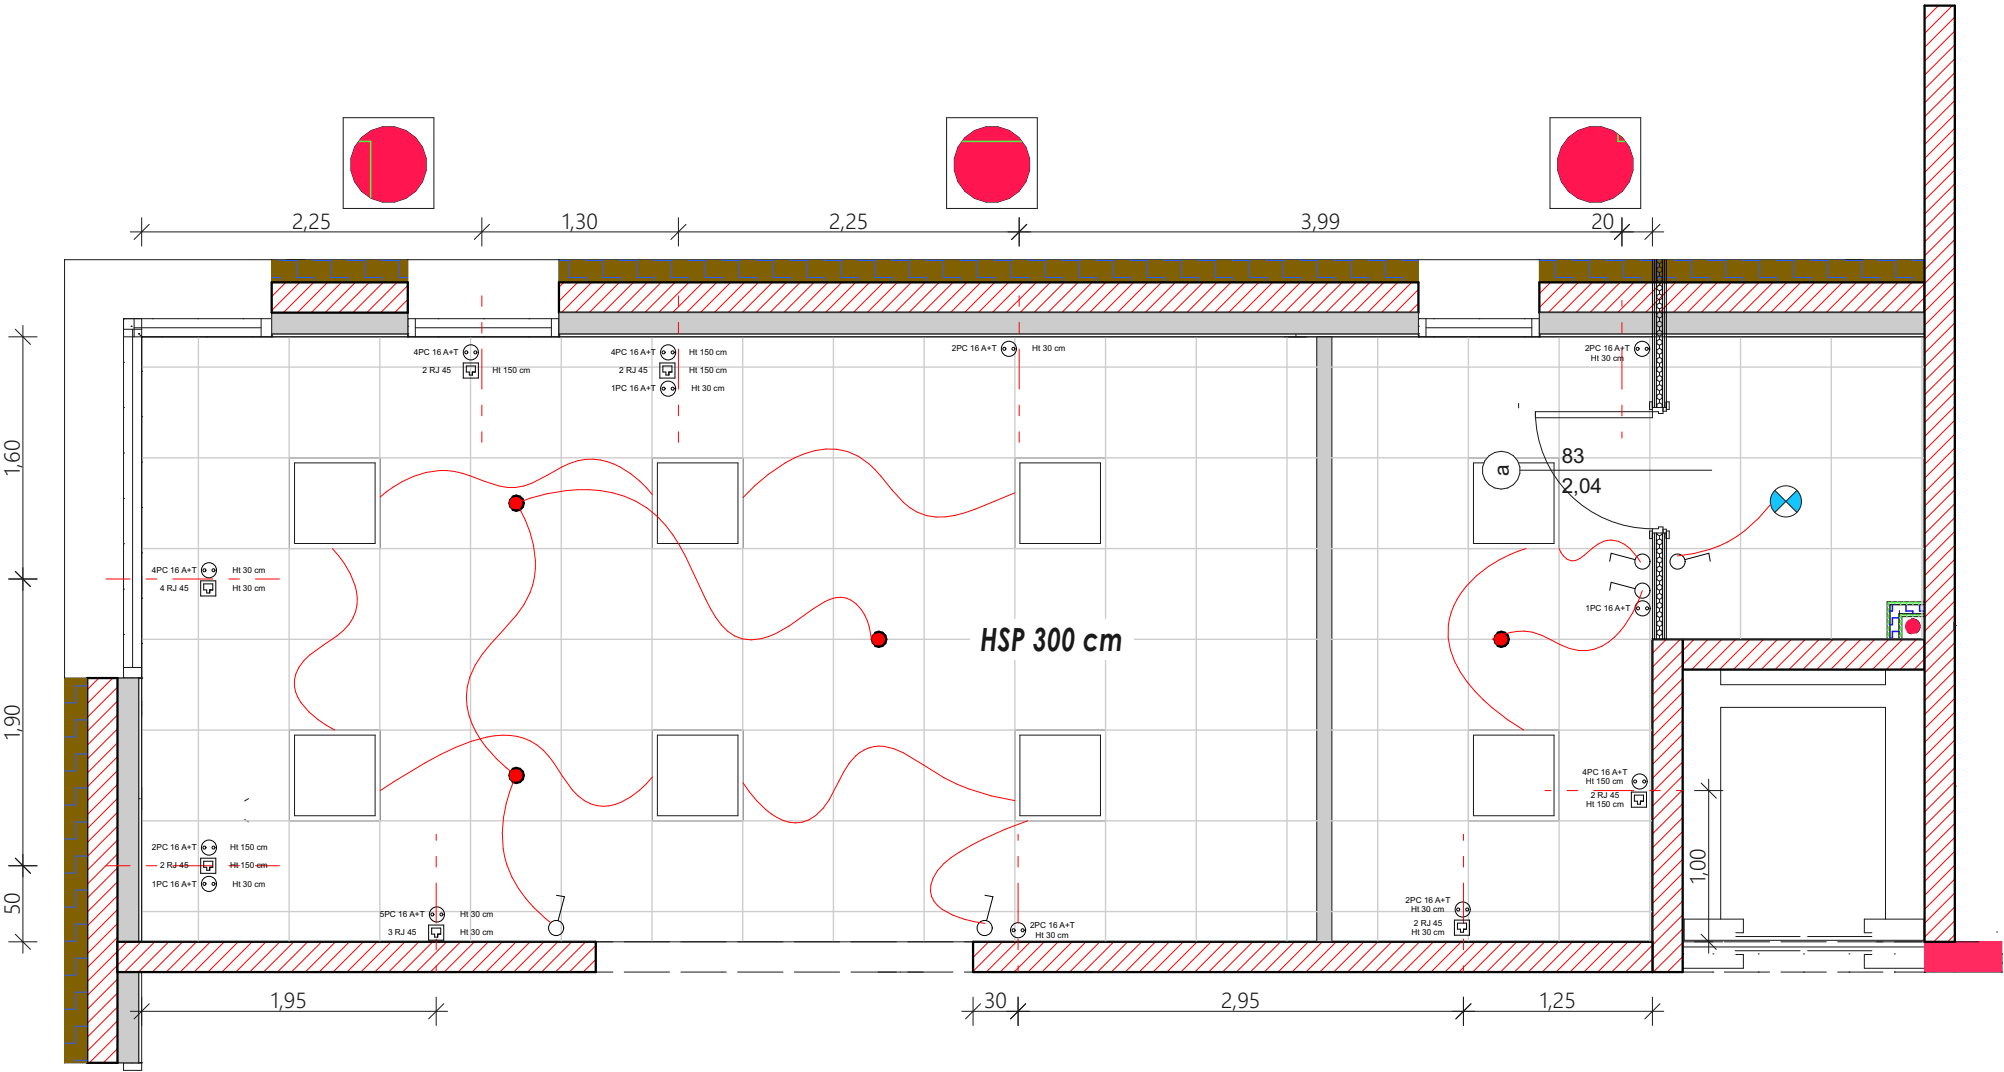 2,25
1,30
2,25
3,99
20
4PC 16 A+T
2 RJ 45 Ht 150 cm
4PC 16 A+T Ht 150 cm
2 RJ 45 Ht 150 cm
1PC 16 A+T Ht 30 cm
2PC 16 A+T Ht 30 cm
2PC 16 A+T
Ht 30 cm
1,60
a
83
2,04
4PC 16 A+T Ht 30 cm
4 RJ 45 Ht 30 cm
1PC 16 A+T
HSP 300 cm
1,90
4PC 16 A+T
Ht 150 cm
2 RJ 45
Ht 150 cm
2PC 16 A+T Ht 150 cm
2 RJ 45 Ht 150 cm
1PC 16 A+T Ht 30 cm
1,00
50
5PC 16 A+T Ht 30 cm
3 RJ 45 Ht 30 cm
2PC 16 A+T
Ht 30 cm
2PC 16 A+T
Ht 30 cm
2 RJ 45
Ht 30 cm
1,95
30
2,95
1,25